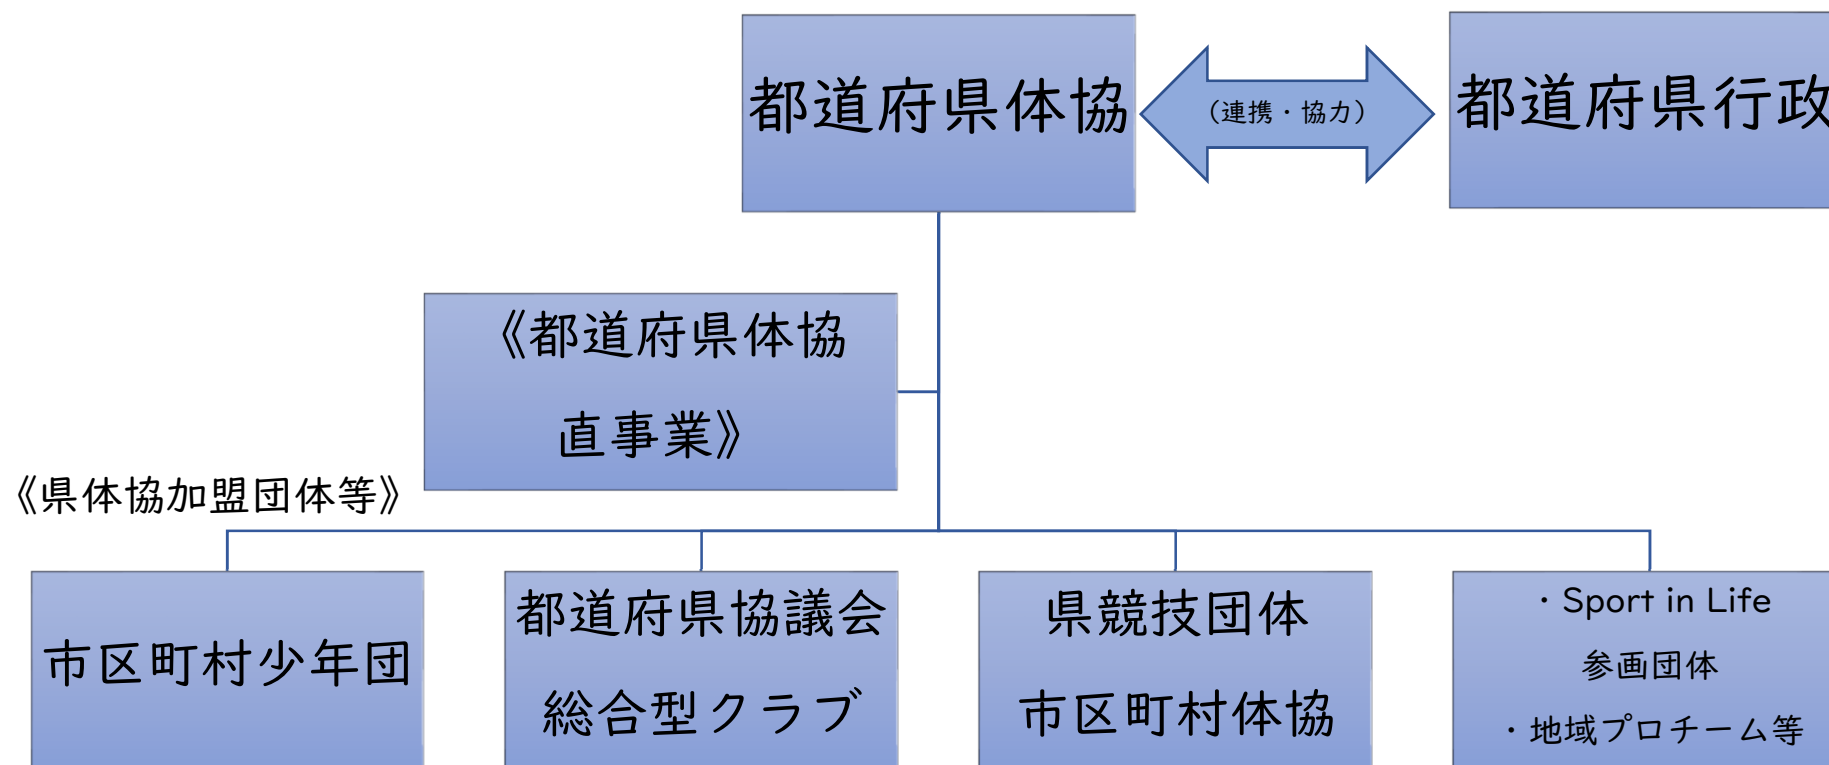 都道府県体協
（連携・協力）
都道府県行政
《都道府県体協
直事業》
《県体協加盟団体等》
市区町村少年団
都道府県協議会
総合型クラブ
県競技団体
市区町村体協
・Sport in Life
参画団体
・地域プロチーム等